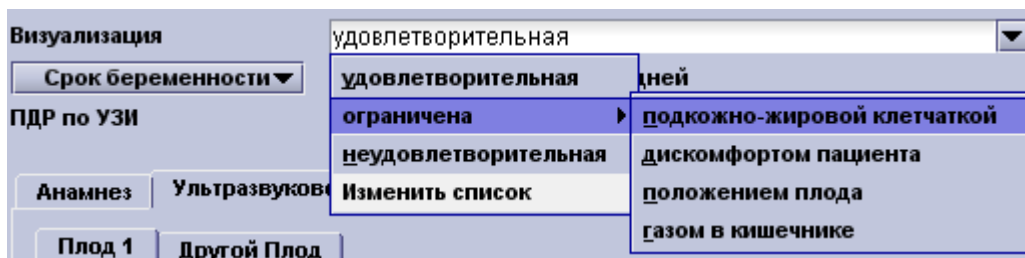 Визуализация удовлетворительная
Срок беременности дней
ПДР по УЗИ
удовлетворительная
ограничена
неудовлетворительная
Изменить список
подкожно-жировой клетчаткой
дискомфортом пациента
положением плода
газом в кишечнике
Анамнез Ультразвуково
Плод 1 Другой Плод